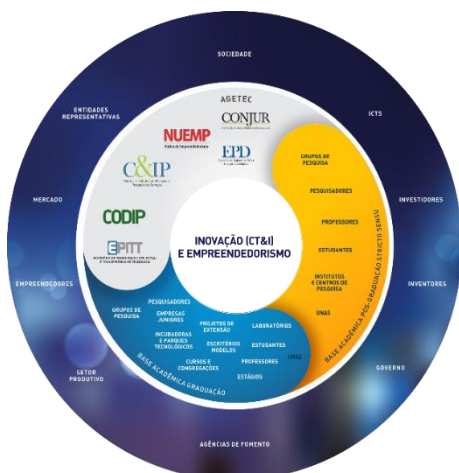 SOCIEDADE
ENTIDADES
REPRESENTATIVAS
ICTS
MERCADO
INVESTIDORES
EMPREENDEDORES
INVENTORES
SETOR
PRODUTIVO
GOVERNO
AGÊNCIAS DE FOMENTO
AGETEC
CONJUR
NUEMP
EPD
C&IP
CODIP
EPITT
INOVAÇÃO (CT&I)
E EMPREENDEDORISMO
GRUPOS DE
PESQUISA
PESQUISADORES
PROFESSORES
ESTUDANTES
INSTITUTOS
E CENTROS DE
PESQUISA
UNAS
BASE ACADÊMICA PÓS-GRADUAÇÃO STRICTO SENSU
GRUPOS DE
PESQUISA
PESQUISADORES
EMPRESAS
JUNIORES
INCUBADORAS
E PARQUES
TECNOLÓGICOS
PROJETOS DE
EXTENSÃO
ESCRITÓRIOS
MODELOS
CURSOS E
CONGREGAÇÕES
LABORATÓRIOS
ESTUDANTES
PROFESSORES
ESTÁGIOS
UNAS
BASE ACADÊMICA GRADUAÇÃO